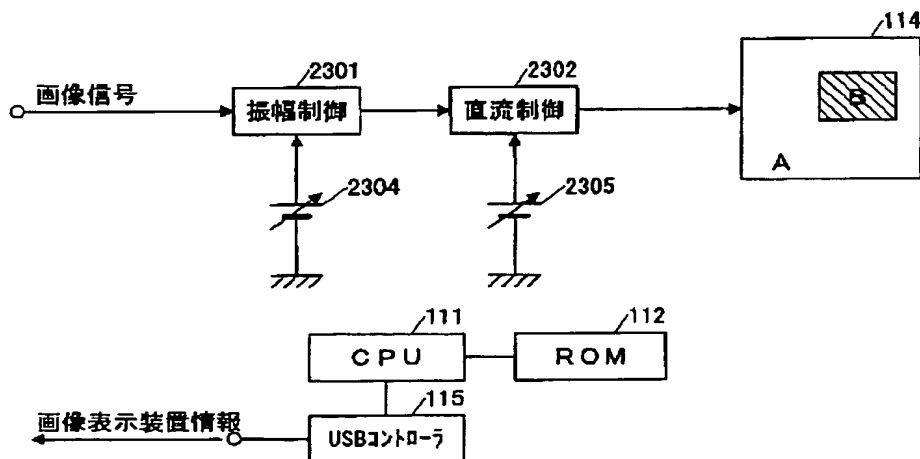 114
2301
2302
画像信号
振幅制御
直流制御
B
A
2304
2305
111
112
CPU
ROM
115
画像表示装置情報
USBコントローラ